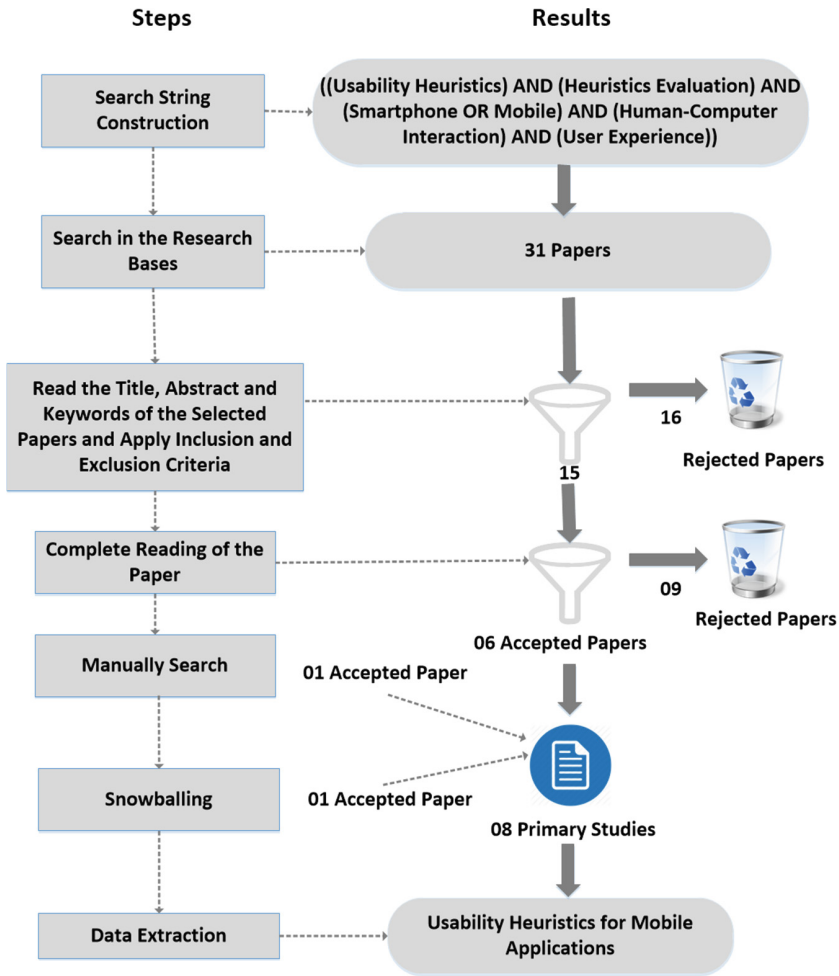 Steps
Results
Search String
Construction
((Usability Heuristics) AND (Heuristics Evaluation) AND
(Smartphone OR Mobile) AND (Human-Computer
Interaction) AND (User Experience))
Search in the Research
Bases
31 Papers
Read the Title, Abstract and
Keywords of the Selected
Papers and Apply Inclusion and
Exclusion Criteria
16
Rejected Papers
15
Complete Reading of the
Paper
09
Rejected Papers
06 Accepted Papers
Manually Search
01 Accepted Paper
Snowballing
01 Accepted Paper
08 Primary Studies
Data Extraction
Usability Heuristics for Mobile
Applications